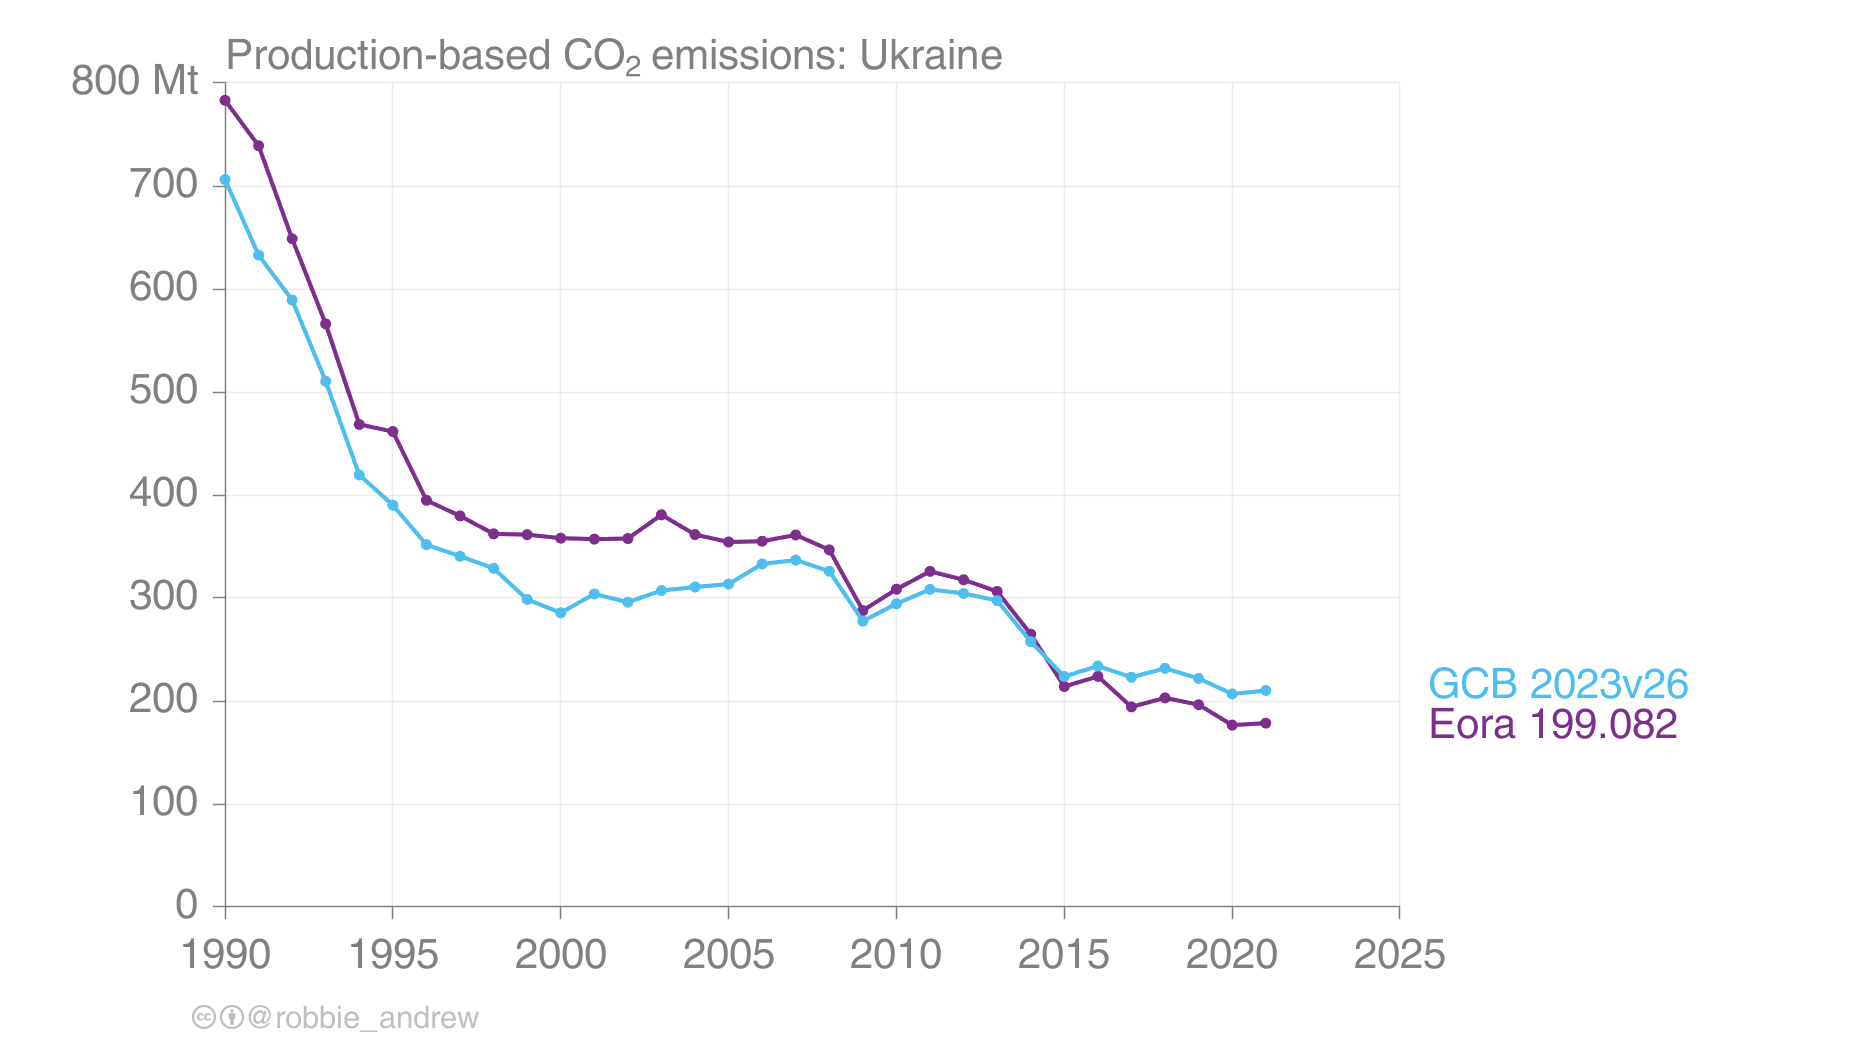 Production-based CO₂ emissions: Ukraine
800 Mt
700
600
500
400
300
200
100
0
1990 1995 2000 2005 2010 2015 2020 2025
GCB 2023v26
Eora 199.082
cc @robbie_andrew